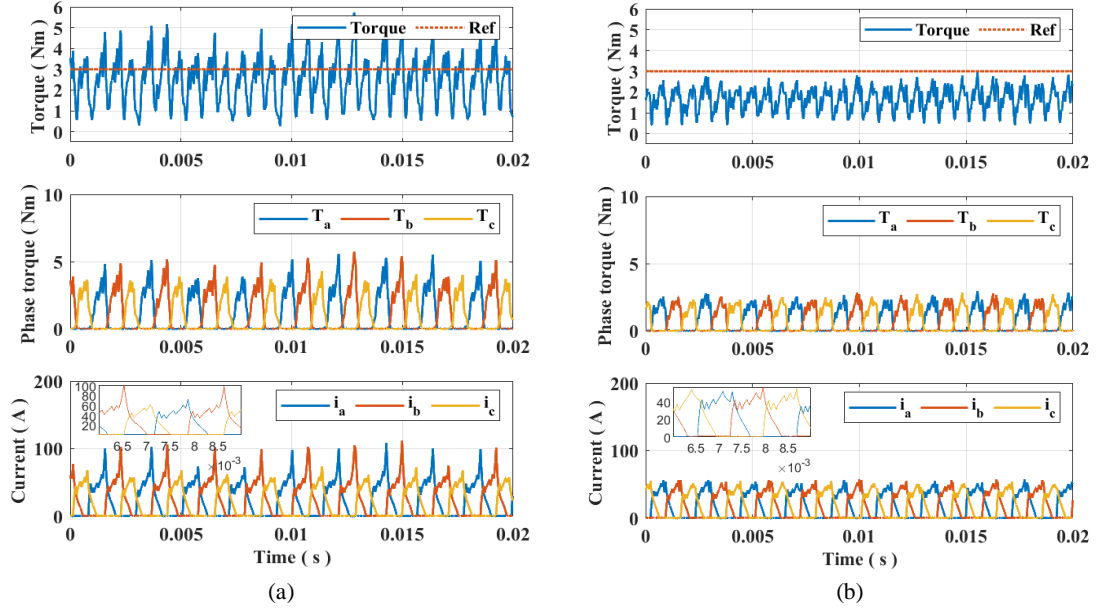 6
5
4
3
2
1
0
Torque ( Nm )
Torque Ref
0 0.005 0.01 0.015 0.02
10
5
0
Phase torque ( Nm )
T_a T_b T_c
0 0.005 0.01 0.015 0.02
200
100
0
Current ( A )
i_a i_b i_c
100
80
60
40
20
6.5 7 7.5 8 8.5
×10^-3
0 0.005 0.01 0.015 0.02
Time ( s )
(a)
6
5
4
3
2
1
0
Torque ( Nm )
Torque Ref
0 0.005 0.01 0.015 0.02
10
5
0
Phase torque ( Nm )
T_a T_b T_c
0 0.005 0.01 0.015 0.02
200
100
0
Current ( A )
i_a i_b i_c
40
20
0
6.5 7 7.5 8 8.5
×10^-3
0 0.005 0.01 0.015 0.02
Time ( s )
(b)